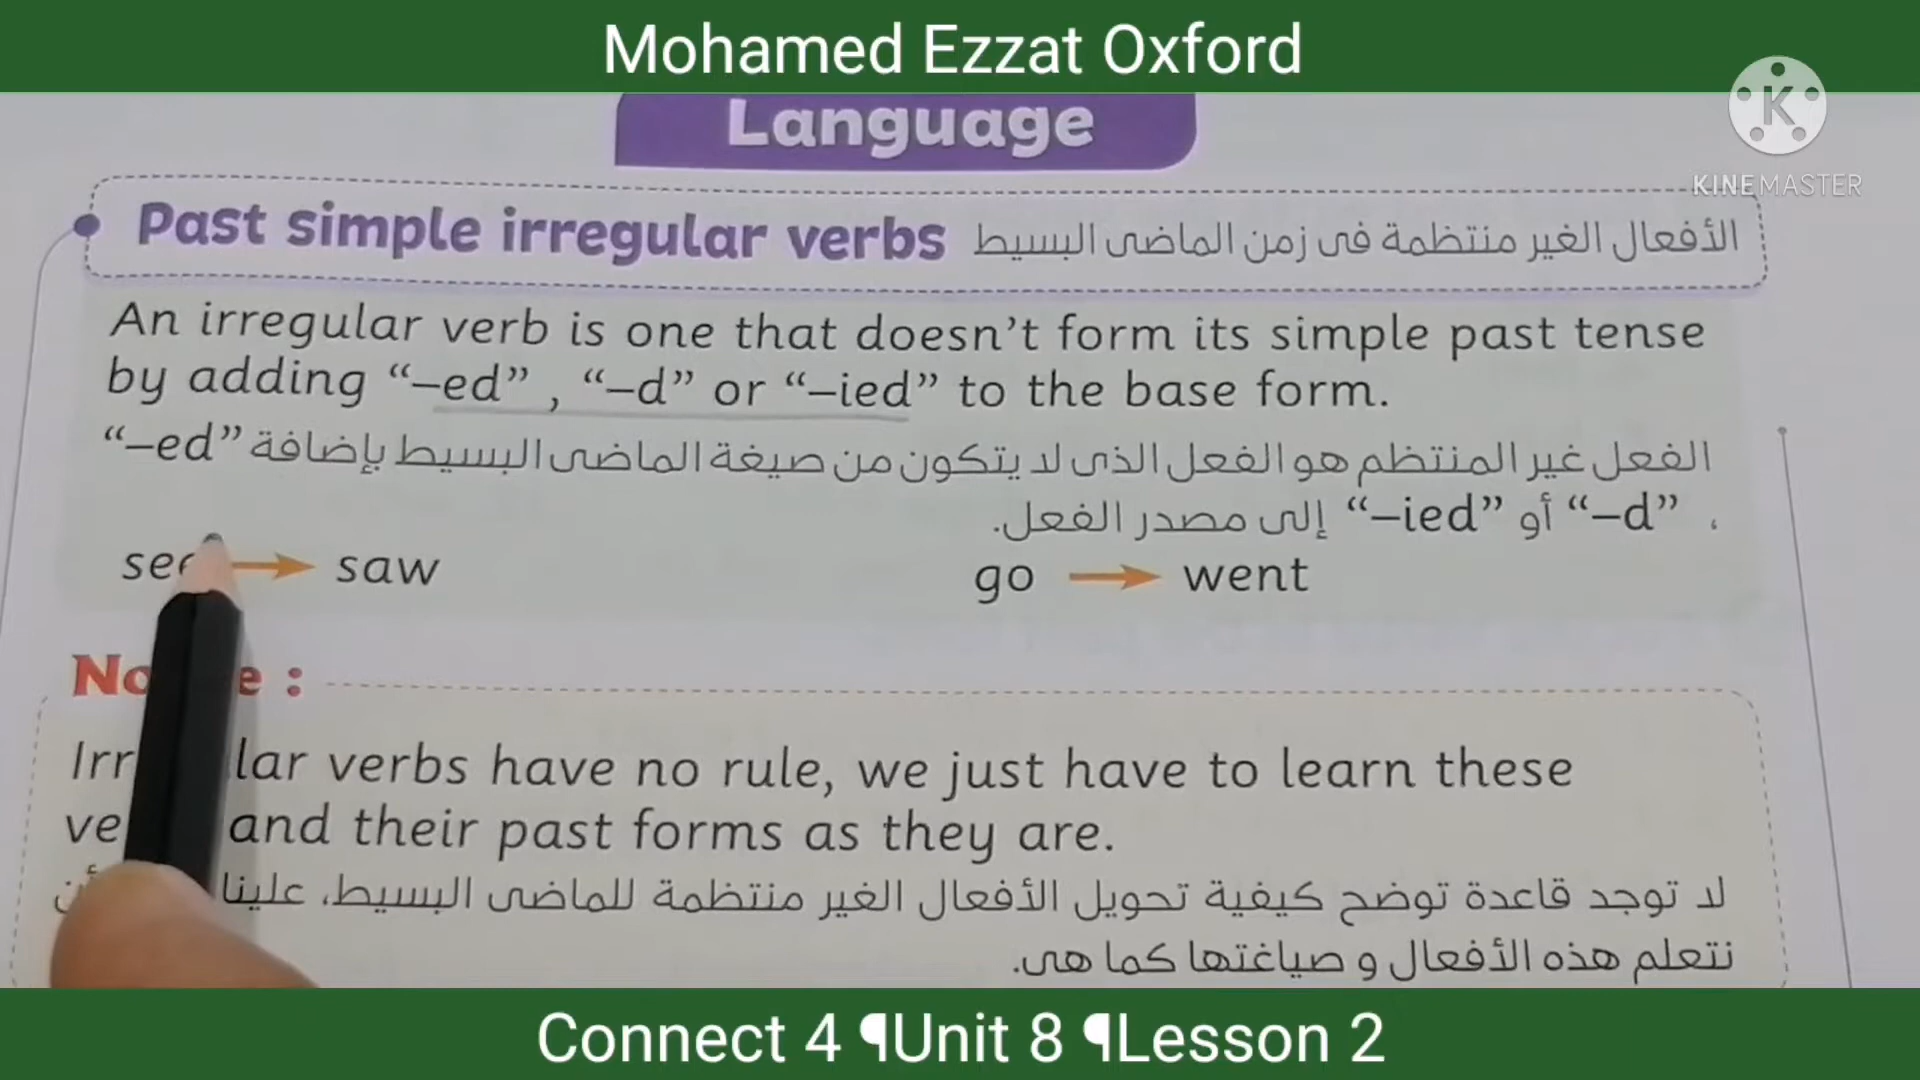 Mohamed Ezzat Oxford
KINEMASTER
Language
Past simple irregular verbs الأفعال الغير منتظمة فى زمن الماضى البسيط
An irregular verb is one that doesn’t form its simple past tense
by adding “–ed” , “–d” or “–ied” to the base form.
الفعل غير المنتظم هو الفعل الذى لا يتكون من صيغة الماضى البسيط بإضافة “–ed”
، “–d” أو “–ied” إلى مصدر الفعل.
saw go went
:
verbs have no rule, we just have to learn these
and their past forms as they are.
لا توجد قاعدة توضح كيفية تحويل الأفعال الغير منتظمة للماضى البسيط، علينا
نتعلم هذه الأفعال و صياغتها كما هى.
Connect 4 ¶Unit 8 ¶Lesson 2